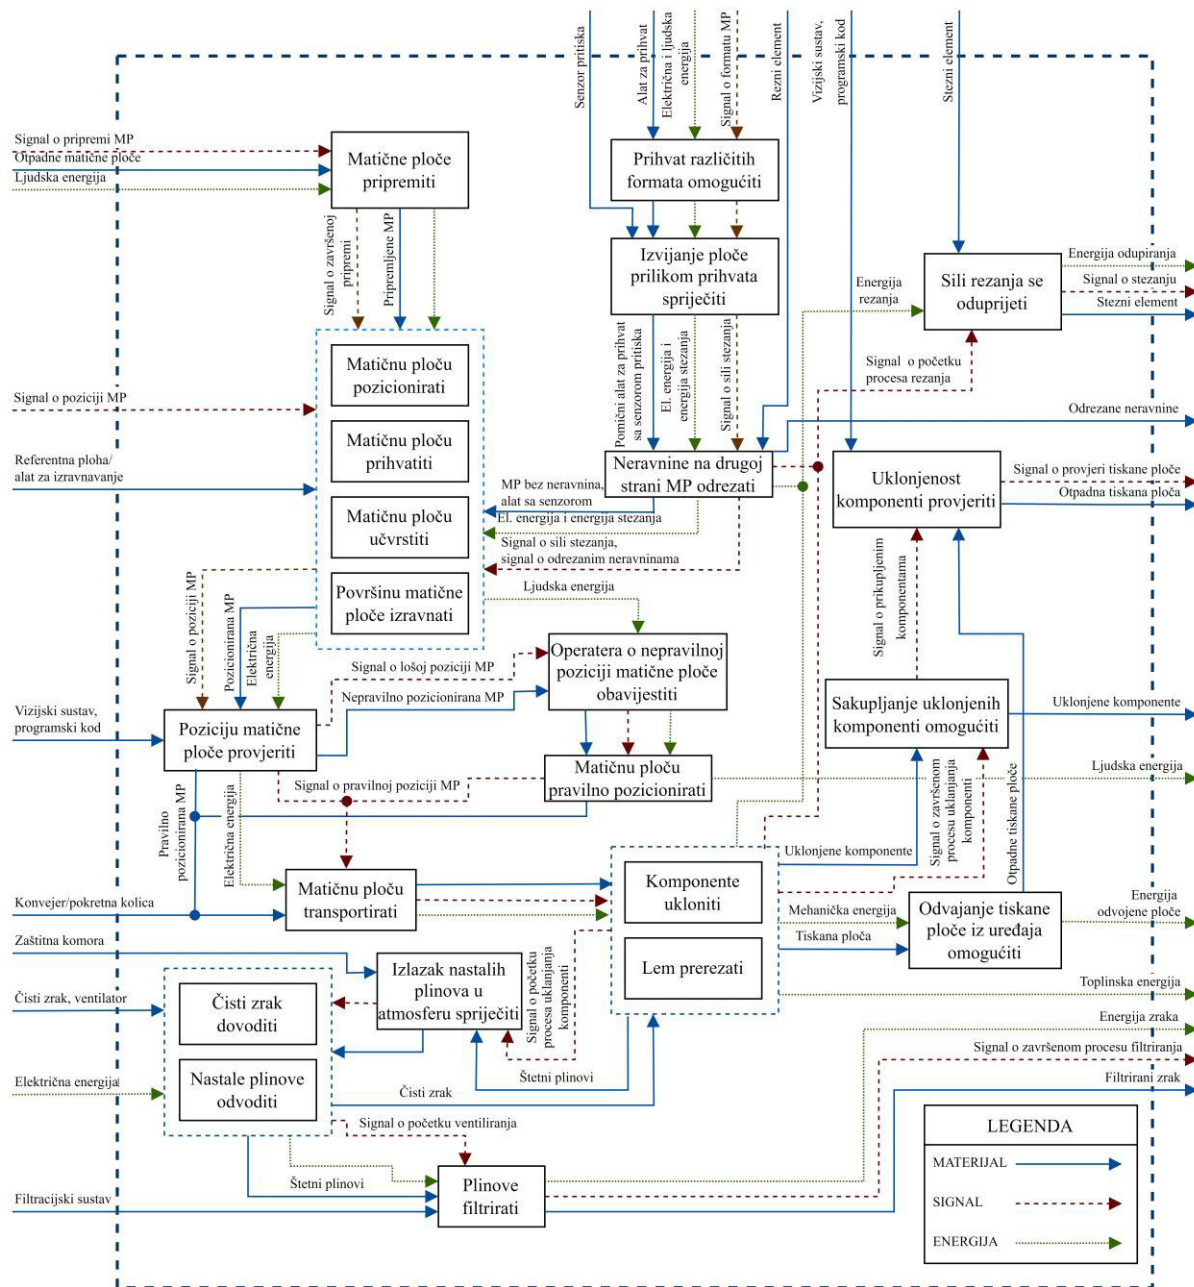 Senzor pritiska
Alat za prihvat
Električna i ljudska
energija
Signal o formatu MP
Rezni element
Vizijski sustav,
programski kod
Stezni element
Signal o pripremi MP
Otpadne matične ploče
Ljudska energija
Matične ploče
pripremiti
Prihvat različitih
formata omogućiti
Signal o završenoj
pripremi
Pripremljene MP
Izvijanje ploče
prilikom prihvata
spriječiti
Energija
rezanja
Sili rezanja se
oduprijeti
Energija odupiranja
Signal o stezanju
Stezni element
Matičnu ploču
pozicionirati
Pomični alat za prihvat
sa senzorom pritiska
El. energija i
energija stezanja
Signal o sili stezanja
Signal o početku
procesa rezanja
Signal o poziciji MP
Odrezane neravnine
Matičnu ploču
prihvatiti
Referentna ploha/
alat za izravnavanje
Neravnine na drugoj
strani MP odrezati
Uklonjenost
komponenti provjeriti
Signal o provjeri tiskane ploče
Otpadna tiskana ploča
MP bez neravnina,
alat sa senzorom
El. energija i energija stezanja
Matičnu ploču
učvrstiti
Signal o sili stezanja,
signal o odrezanim neravninama
Signal o prikupljenim
komponentama
Površinu matične
ploče izravnati
Ljudska energija
Signal o poziciji MP
Pozicionirana MP
Električna
energija
Operatera o nepravilnoj
poziciji matične ploče
obavijestiti
Signal o lošoj poziciji MP
Nepravilno pozicionirana MP
Vizijski sustav,
programski kod
Poziciju matične
ploče provjeriti
Sakupljanje uklonjenih
komponenti omogućiti
Uklonjene komponente
Matičnu ploču
pravilno pozicionirati
Signal o pravilnoj poziciji MP
Ljudska energija
Pravilno
pozicionirana MP
Električna energija
Signal o završenom
procesu uklanjanja
komponenti
Otpadne tiskane ploče
Uklonjene komponente
Konvejer/pokretna kolica
Matičnu ploču
transportirati
Komponente
ukloniti
Mehanička energija
Tiskana ploča
Odvajanje tiskane
ploče iz uređaja
omogućiti
Energija
odvojene ploče
Zaštitna komora
Lem prerezati
Izlazak nastalih
plinova u
atmosferu spriječiti
Signal o početku
procesa uklanjanja
komponenti
Toplinska energija
Čisti zrak, ventilator
Čisti zrak
dovoditi
Energija zraka
Signal o završenom procesu filtriranja
Električna energija
Nastale plinove
odvoditi
Štetni plinovi
Čisti zrak
Filtrirani zrak
Signal o početku ventiliranja
Štetni plinovi
Filtracijski sustav
Plinove
filtrirati
LEGENDA
MATERIJAL
SIGNAL
ENERGIJA